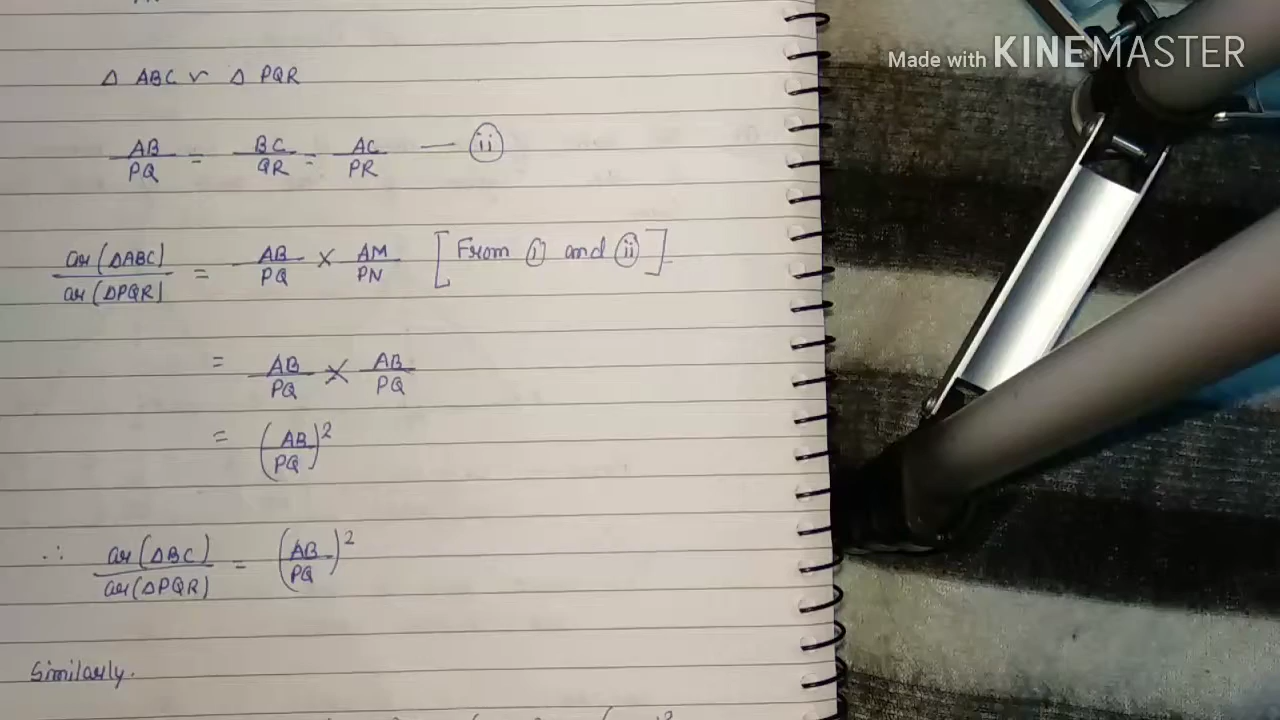 Made with KINEMASTER
Δ ABC ~ Δ PQR
AB/PQ = BC/QR = AC/PR — ⓘⓘ
ar(ΔABC)/ar(ΔPQR) = AB/PQ × AM/PN [From ⓘ and ⓘⓘ]
= AB/PQ × AB/PQ
= (AB/PQ)²
∴ ar(ΔBC)/ar(ΔPQR) = (AB/PQ)²
Similarly.